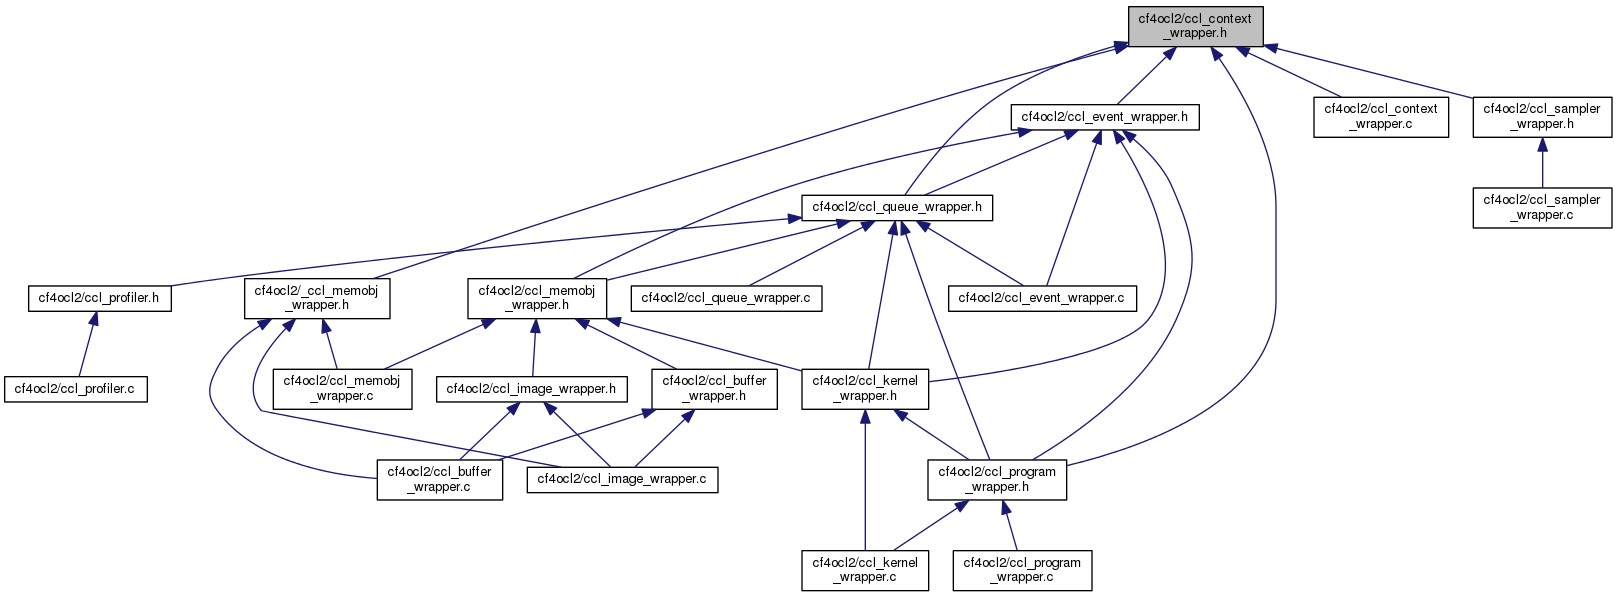 cf4ocl2/ccl_context
_wrapper.h
cf4ocl2/ccl_event_wrapper.h
cf4ocl2/ccl_context
_wrapper.c
cf4ocl2/ccl_sampler
_wrapper.h
cf4ocl2/ccl_queue_wrapper.h
cf4ocl2/ccl_sampler
_wrapper.c
cf4ocl2/ccl_profiler.h
cf4ocl2/_ccl_memobj
_wrapper.h
cf4ocl2/ccl_memobj
_wrapper.h
cf4ocl2/ccl_queue_wrapper.c
cf4ocl2/ccl_event_wrapper.c
cf4ocl2/ccl_profiler.c
cf4ocl2/ccl_memobj
_wrapper.c
cf4ocl2/ccl_image_wrapper.h
cf4ocl2/ccl_buffer
_wrapper.h
cf4ocl2/ccl_kernel
_wrapper.h
cf4ocl2/ccl_buffer
_wrapper.c
cf4ocl2/ccl_image_wrapper.c
cf4ocl2/ccl_program
_wrapper.h
cf4ocl2/ccl_kernel
_wrapper.c
cf4ocl2/ccl_program
_wrapper.c